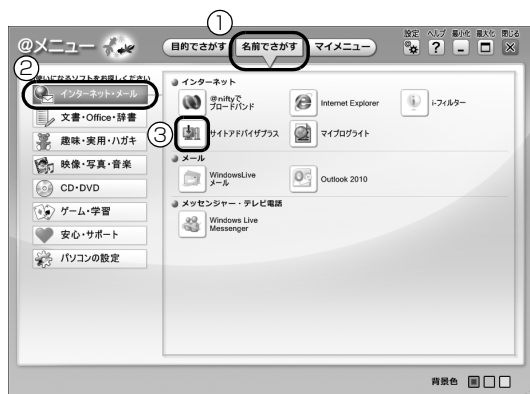 ①
設定 ヘルプ 最小化 最大化 閉じる
@メニュー
目的でさがす 名前でさがす マイメニュー
②
使いになるソフトをお探しください
インターネット・メール
文書・Office・辞書
趣味・実用・ハガキ
映像・写真・音楽
CD・DVD
ゲーム・学習
安心・サポート
パソコンの設定
インターネット
@niftyで
ブロードバンド
Internet Explorer
i-フィルター
③
サイトアドバイザプラス
マイプログライト
メール
WindowsLive
メール
Outlook 2010
メッセンジャー・テレビ電話
Windows Live
Messenger
背景色